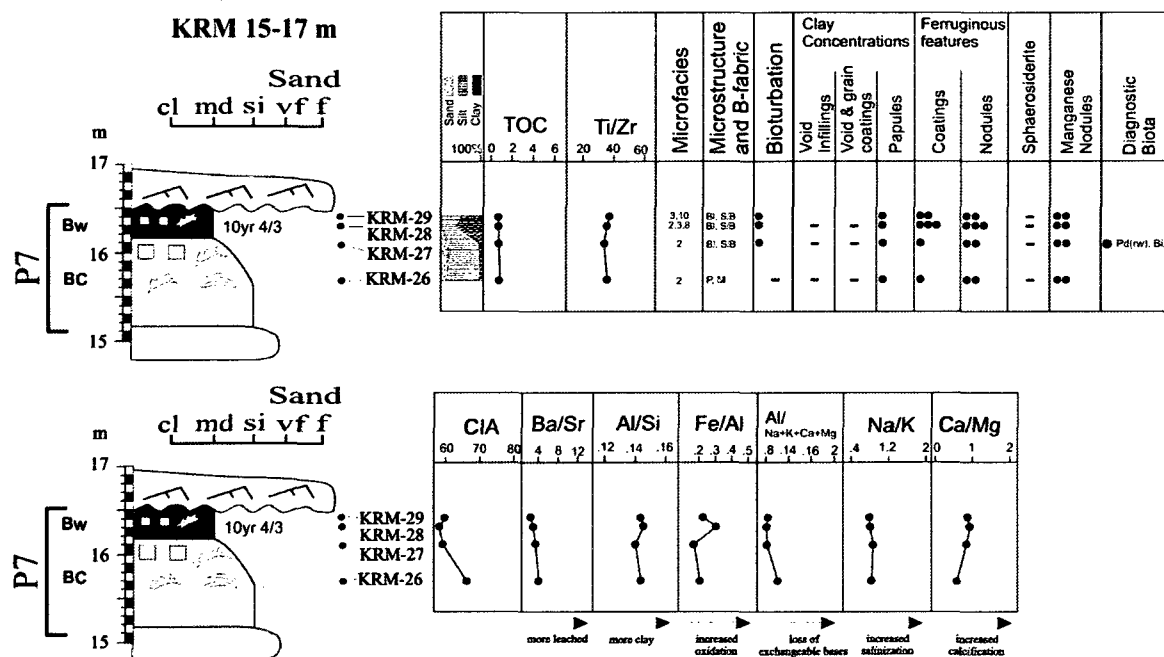 KRM 15-17 m
Sand
cl md si vf f
m
17
16
15
P7
Bw
BC
10yr 4/3
KRM-29
KRM-28
KRM-27
KRM-26
Sand
Silt
Clay
100%
TOC
0 2 4 6
Ti/Zr
20 40 60
Microfacies
Microstructure and B-fabric
Bioturbation
Clay Concentrations
Void Infillings
Void & grain coatings
Papules
Ferruginous features
Coatings
Nodules
Sphaerosiderite
Manganese Nodules
Diagnostic Biota
3,10 Bl, S/B
2,3,8 Bl, S/B
2 Bl, S/B
Pd(rw), Bi
2
Sand
cl md si vf f
m
17
16
15
P7
Bw
BC
10yr 4/3
KRM-29
KRM-28
KRM-27
KRM-26
CIA
60 70 80
Ba/Sr
4 8 12
more leached
Al/Si
.12 .14 .16
more clay
Fe/Al
.2 .3 .4 .5
increased oxidation
Al/
Na+K+Ca+Mg
.8 .14 .16 2
loss of exchangeable bases
Na/K
.4 1.2 2
increased salinization
Ca/Mg
0 1 2
increased calcification